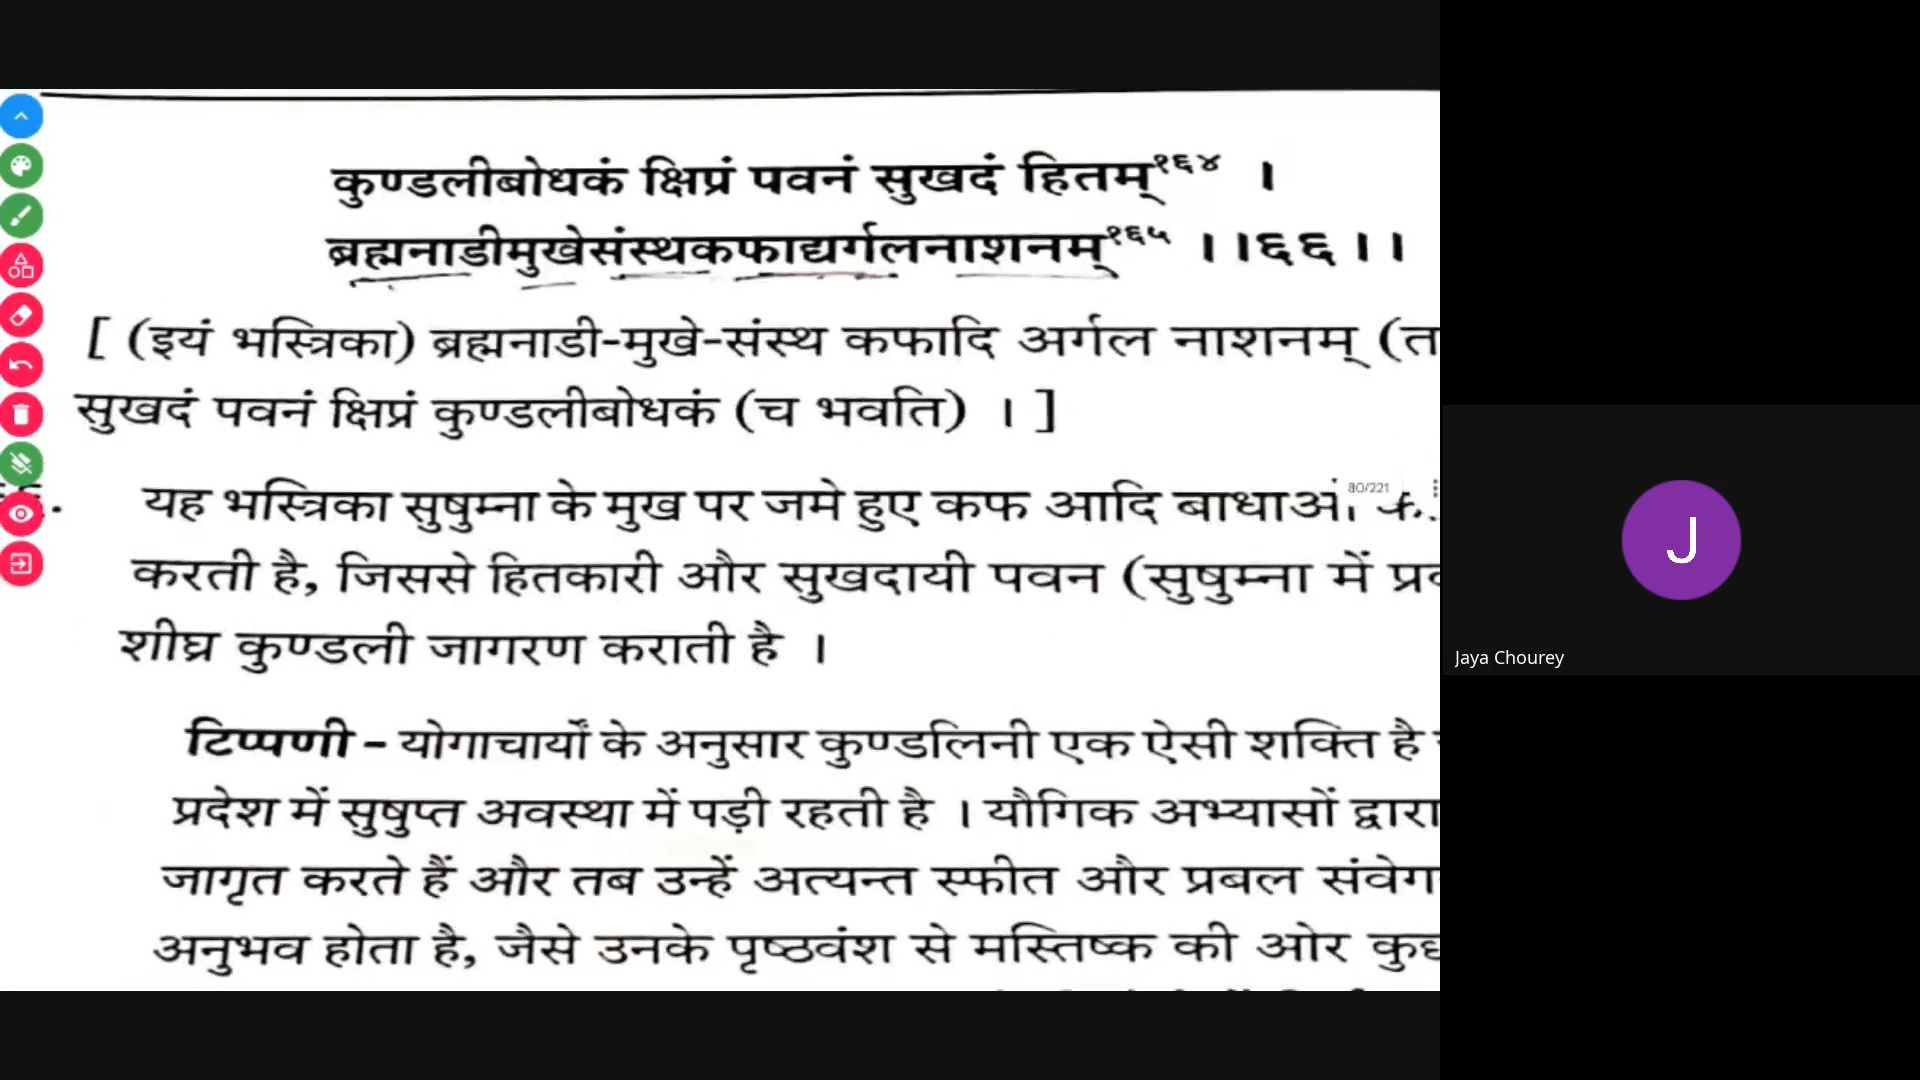 कुण्डलीबोधकं क्षिप्रं पवनं सुखदं हितम्१६४ ।
ब्रह्मनाडीमुखेसंस्थकफाद्यर्गलनाशनम्१६५ ।।६६।।
[ (इयं भस्त्रिका) ब्रह्मनाडी-मुखे-संस्थ कफादि अर्गल नाशनम् (त
सुखदं पवनं क्षिप्रं कुण्डलीबोधकं (च भवति) । ]
यह भस्त्रिका सुषुम्ना के मुख पर जमे हुए कफ आदि बाधाओं
80/221
करती है, जिससे हितकारी और सुखदायी पवन (सुषुम्ना में
शीघ्र कुण्डली जागरण कराती है ।
टिप्पणी - योगाचार्यों के अनुसार कुण्डलिनी एक ऐसी शक्ति है
प्रदेश में सुषुप्त अवस्था में पड़ी रहती है । यौगिक अभ्यासों द्वारा
जागृत करते हैं और तब उन्हें अत्यन्त स्फीत और प्रबल संवेग
अनुभव होता है, जैसे उनके पृष्ठवंश से मस्तिष्क की ओर
J
Jaya Chourey